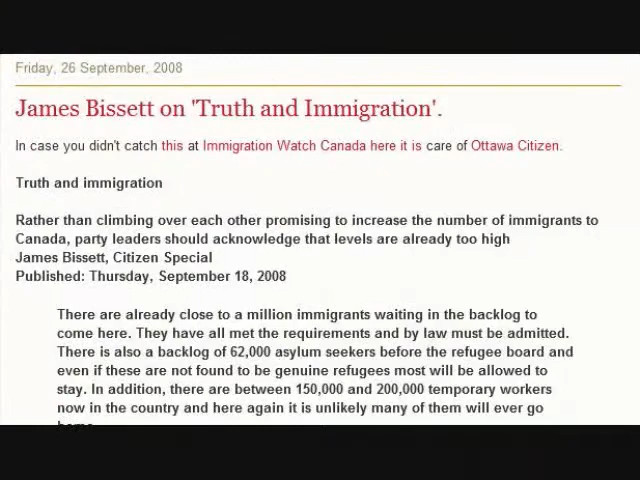 Friday, 26 September, 2008
James Bissett on 'Truth and Immigration'.
In case you didn't catch this at Immigration Watch Canada here it is care of Ottawa Citizen.
Truth and immigration
Rather than climbing over each other promising to increase the number of immigrants to
Canada, party leaders should acknowledge that levels are already too high
James Bissett, Citizen Special
Published: Thursday, September 18, 2008
There are already close to a million immigrants waiting in the backlog to
come here. They have all met the requirements and by law must be admitted.
There is also a backlog of 62,000 asylum seekers before the refugee board and
even if these are not found to be genuine refugees most will be allowed to
stay. In addition, there are between 150,000 and 200,000 temporary workers
now in the country and here again it is unlikely many of them will ever go